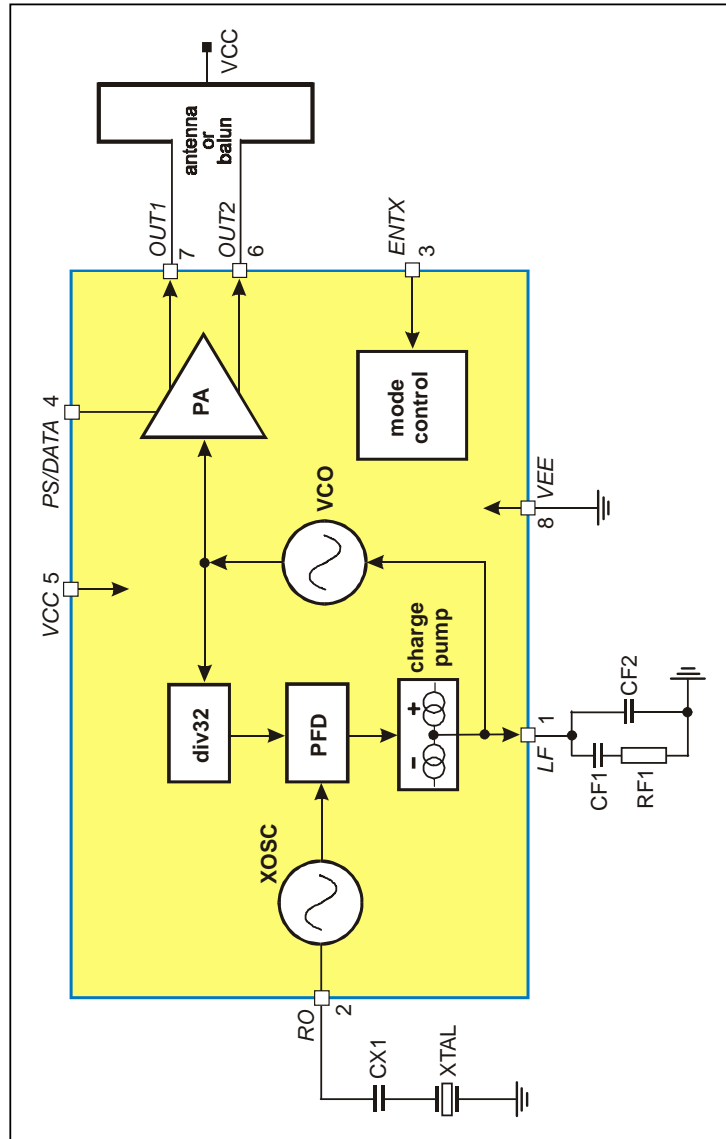 VCC
antenna
or
balun
OUT1
7
OUT2
6
ENTX
3
PS/DATA 4
PA
mode
control
VCC 5
VCO
VEE
8
div32
PFD
charge
pump
- +
LF 1
CF1
RF1
CF2
XOSC
RO
2
CX1
XTAL